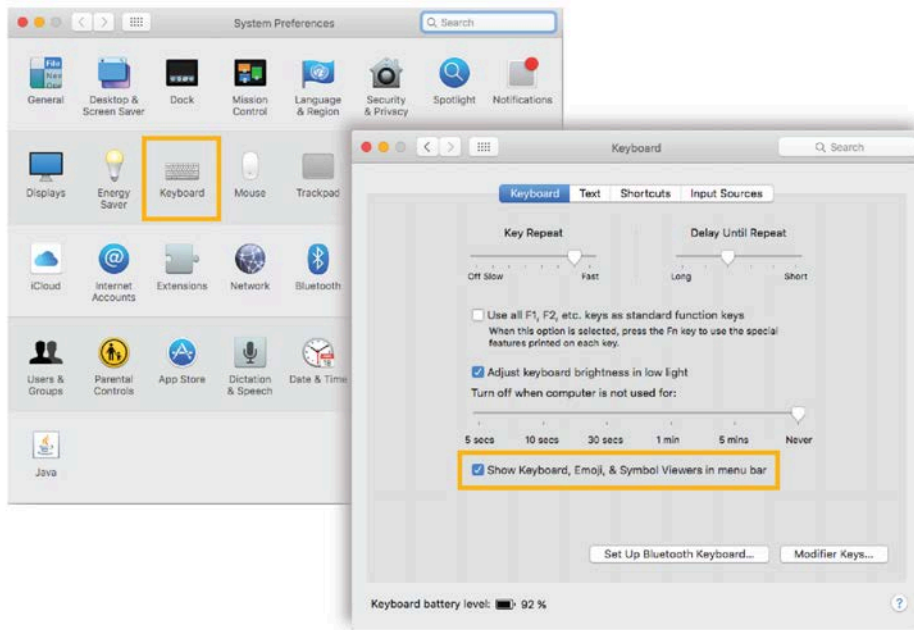 System Preferences
Search
General
Desktop &
Screen Saver
Dock
Mission
Control
Language
& Region
Security
& Privacy
Spotlight
Notifications
Displays
Energy
Saver
Keyboard
Mouse
Trackpad
iCloud
Internet
Accounts
Extensions
Network
Bluetooth
Users &
Groups
Parental
Controls
App Store
Dictation
& Speech
Date & Time
Java
Keyboard
Search
Keyboard Text Shortcuts Input Sources
Key Repeat
Delay Until Repeat
Off Slow Fast
Long Short
Use all F1, F2, etc. keys as standard function keys
When this option is selected, press the Fn key to use the special
features printed on each key.
Adjust keyboard brightness in low light
Turn off when computer is not used for:
5 secs 10 secs 30 secs 1 min 5 mins Never
Show Keyboard, Emoji, & Symbol Viewers in menu bar
Set Up Bluetooth Keyboard...
Modifier Keys...
Keyboard battery level: 92 %
?